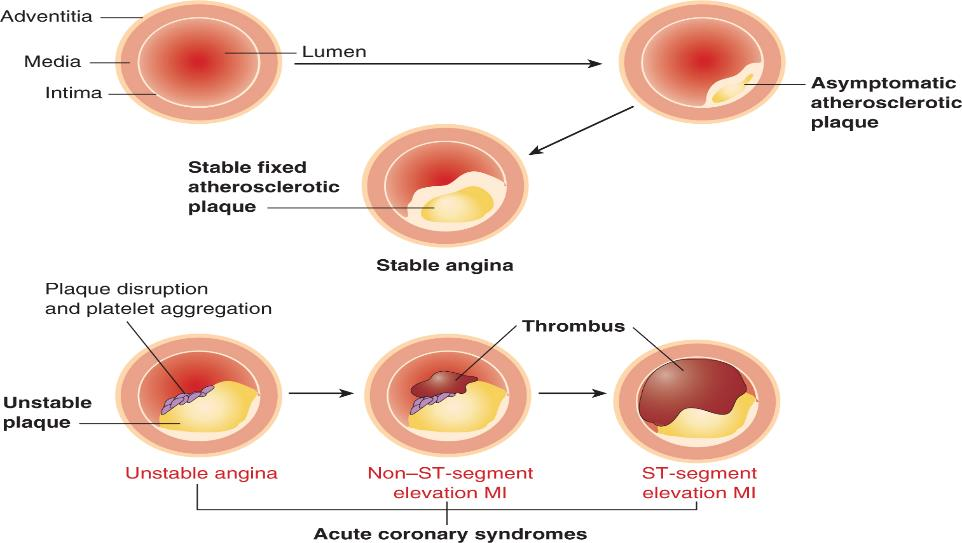 Adventitia
Media
Intima
Lumen
Asymptomatic
atherosclerotic
plaque
Stable fixed
atherosclerotic
plaque
Stable angina
Plaque disruption
and platelet aggregation
Thrombus
Unstable
plaque
Unstable angina
Non–ST-segment
elevation MI
ST-segment
elevation MI
Acute coronary syndromes